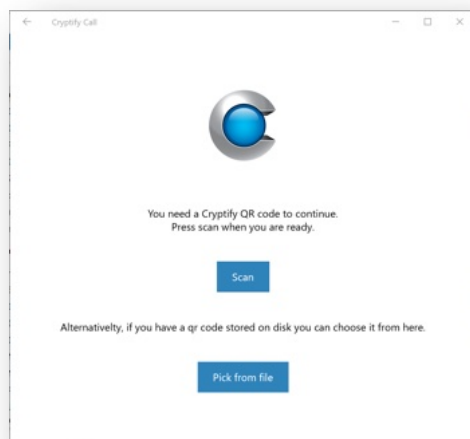 Cryptify Call
You need a Cryptify QR code to continue.
Press scan when you are ready.
Scan
Alternativelty, if you have a qr code stored on disk you can choose it from here.
Pick from file